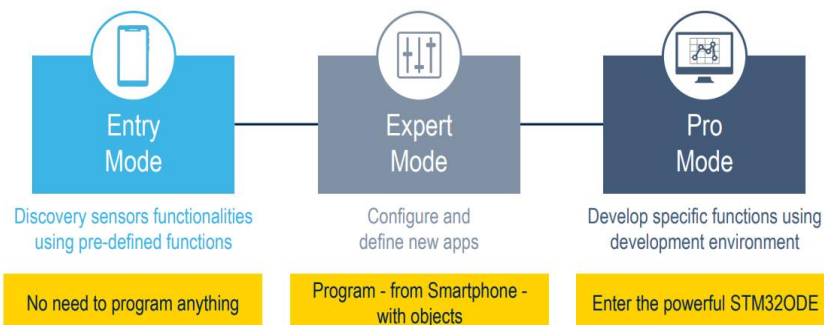 Entry
Mode
Expert
Mode
Pro
Mode
Discovery sensors functionalities
using pre-defined functions
Configure and
define new apps
Develop specific functions using
development environment
No need to program anything
Program - from Smartphone -
with objects
Enter the powerful STM32ODE